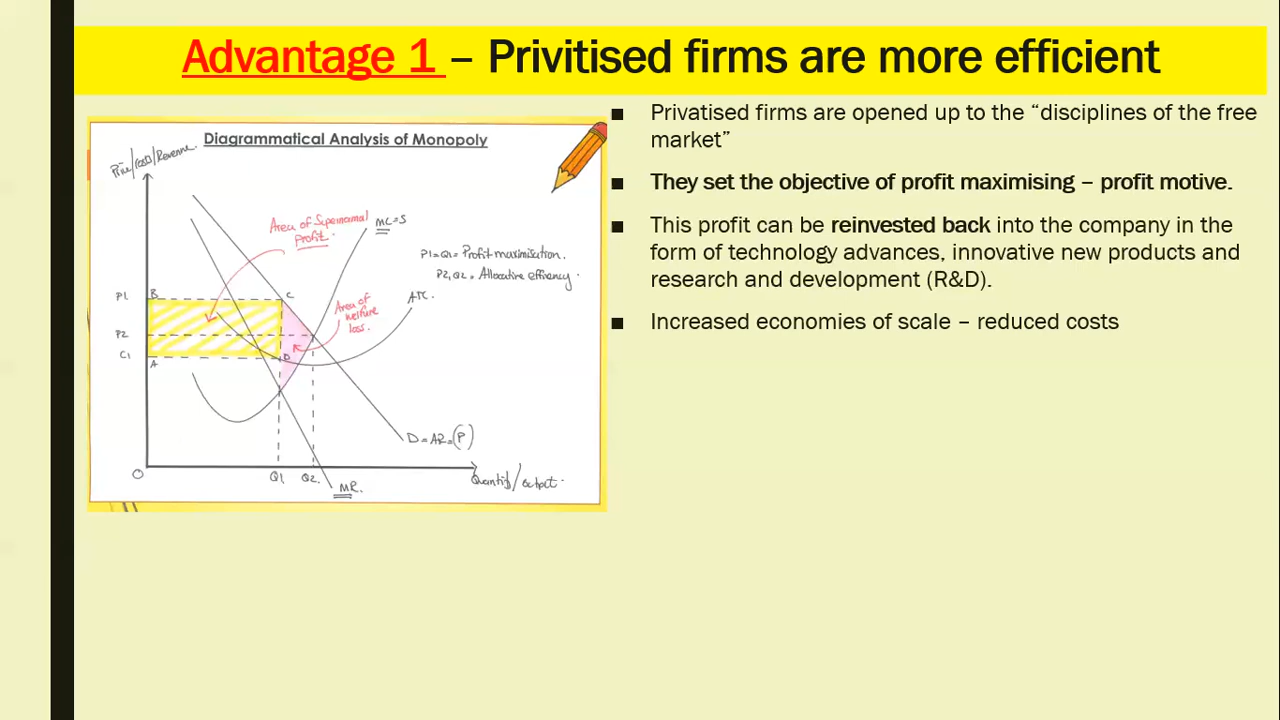 Advantage 1 – Privitised firms are more efficient
Diagrammatical Analysis of Monopoly
Price/Cost/Revenue
Area of Supernormal
profit.
MC=S
P1=Q1= Profit maximisation.
P2, Q2 = Allocative effiency.
ATC.
Area of
welfare
loss.
P1
B
C
P2
C1
A
D
D=AR=(P)
O
Q1
Q2.
MR.
Quantity/output.
■ Privatised firms are opened up to the “disciplines of the free
market”
■ They set the objective of profit maximising – profit motive.
■ This profit can be reinvested back into the company in the
form of technology advances, innovative new products and
research and development (R&D).
■ Increased economies of scale – reduced costs